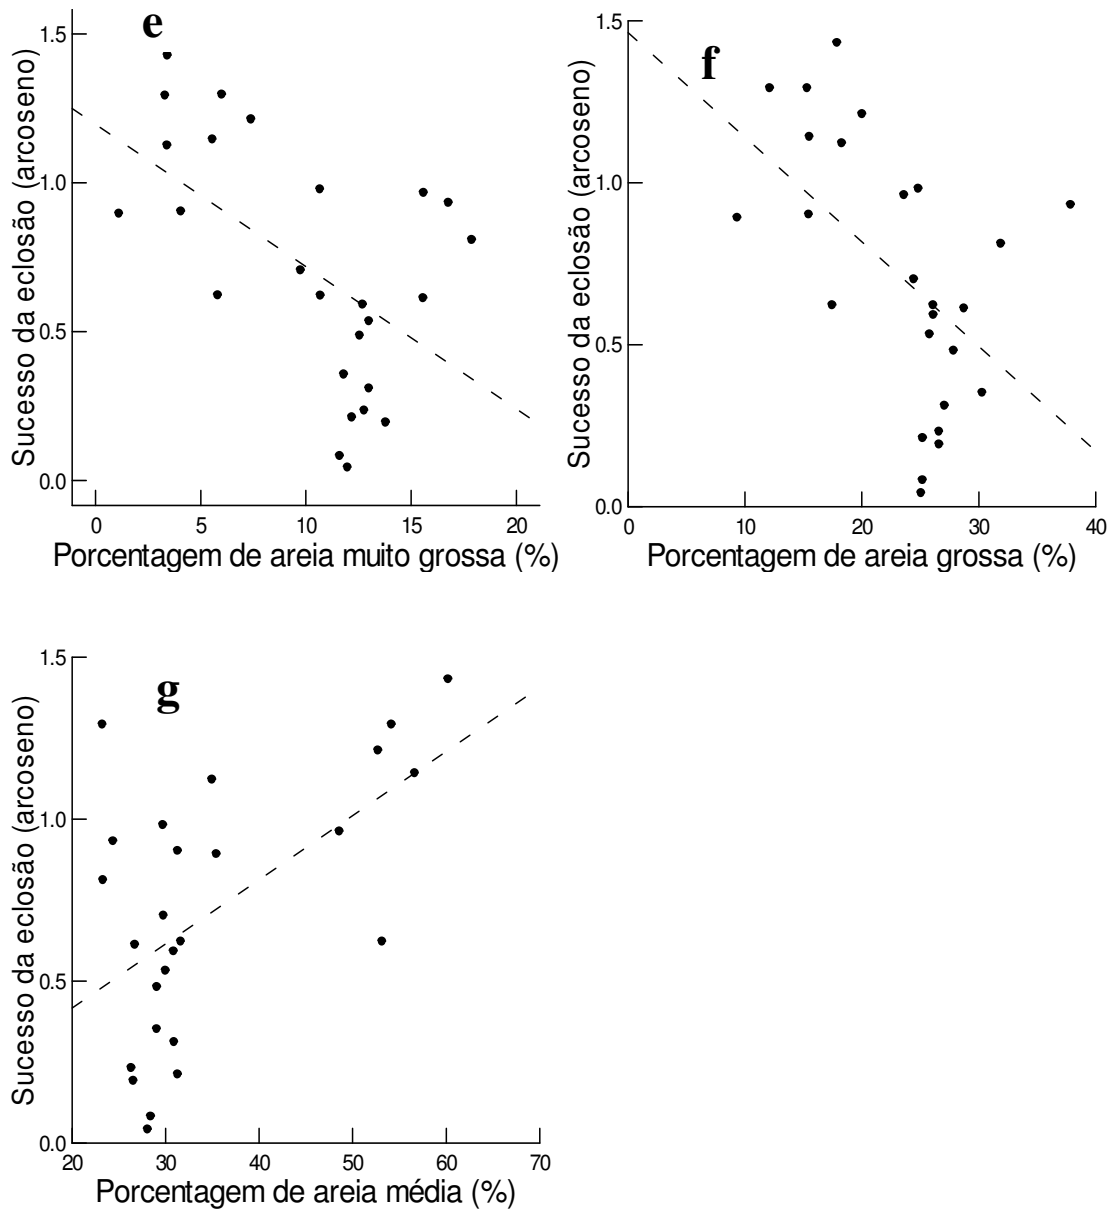 e
Sucesso da eclosão (arcoseno)
1.5
1.0
0.5
0.0
0 5 10 15 20
Porcentagem de areia muito grossa (%)
f
Sucesso da eclosão (arcoseno)
1.5
1.0
0.5
0.0
0 10 20 30 40
Porcentagem de areia grossa (%)
g
Sucesso da eclosão (arcoseno)
1.5
1.0
0.5
0.0
20 30 40 50 60 70
Porcentagem de areia média (%)